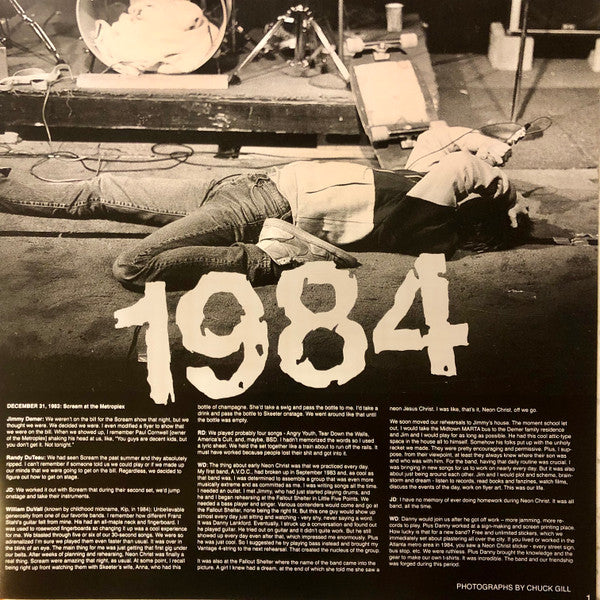 1984
DECEMBER 31, 1983: Scream at the Metroplex
Jimmy Demer: We weren't on the bill for the Scream show that night, but we
thought we were. We decided we were. I even modified a flyer to show that
we were on the bill. When we showed up, I remember Paul Cornwell [owner
of the Metroplex] shaking his head at us, like, "You guys are decent kids, but
you don't get it. Not tonight."
Randy DuTeau: We had seen Scream the past summer and they absolutely
ripped. I can't remember if someone told us we could play or if we made up
our minds that we were going to get on the bill. Regardless, we decided to
figure out how to get on stage.
JD: We worked it out with Scream that during their second set, we'd jump
onstage and take their instruments.
William DuVall (known by childhood nickname, Kip, in 1984): Unbelievably
generously from one of our favorite bands. I remember two different Franz
Stahl's guitar fell from mine. His had an all-maple neck and fingerboard. I
was used to rosewood fingerboards so changing it up was a cool experience
for me. We blasted through five or six of our 30-second songs. We were so
adrenalized I'm sure we played them even faster than usual. It was over in
the blink of an eye. The main thing for me was just getting that first gig under
our belts. After weeks of planning and rehearsing, Neon Christ was finally a
real thing. Scream were amazing that night, as usual. At some point, I recall
being right up front watching them with Skeeter's wife, Anna, who had this
bottle of champagne. She'd take a swig and pass the bottle to me. I'd take a
drink and pass the bottle to Skeeter onstage. We went around like that until
the bottle was empty.
RD: We played probably four songs - Angry Youth, Tear Down the Walls,
America's Cult, and, maybe, BSD. I hadn't memorized the words so I used
a lyric sheet. We held the set together like a train about to run off the rails. It
must have worked because people lost their shit and got into it.
WD: The thing about early Neon Christ was that we practiced every day.
My first band, A.V.O.C., had broken up in September 1983 and, as cool as
that band was, I was determined to assemble a group that was even more
musically extreme and as committed as me. I was writing songs all the time.
I needed an outlet. I met Jimmy, who had just started playing drums, and
he and I began rehearsing at the Fallout Shelter in Little Five Points. We
needed a bass player and singer. Various contenders would come and go at
the Fallout Shelter, none being the right fit. But this one guy would show up
almost every day just sitting and watching - very shy, never saying a word.
It was Danny Lankford. Eventually, I struck up a conversation and found out
he played guitar. He tried out on guitar and it didn't quite work. But he still
showed up every day even after that, which impressed me enormously. Plus
he was just cool. So I suggested he try playing bass instead and brought my
Vantage 4-string to the next rehearsal. That created the nucleus of the group.
It was also at the Fallout Shelter where the name of the band came into the
picture. A girl I knew had a dream, at the end of which she told me she saw a
neon Jesus Christ. I was like, that's it, Neon Christ, off we go.
We soon moved our rehearsals to Jimmy's house. The moment school let
out, I would take the Midtown MARTA bus to the Demer family residence
and Jim and I would play for as long as possible. He had this cool attic-type
space in the house all to himself. Somehow his folks put up with the unholy
racket we made. They were pretty encouraging and permissive. Plus, I sup-
pose, from their viewpoint, at least they always knew where their son was
and who was with him. For the band, having that daily routine was crucial. I
was bringing in new songs for us to work on nearly every day. But it was also
about just being around each other. Jim and I would plot and scheme, brain-
storm and dream - listen to records, read books and fanzines, watch films,
discuss the events of the day, work on flyer art. This was our life.
JD: I have no memory of ever doing homework during Neon Christ. It was all
band, all the time.
WD: Danny would join us after he got off work - more jamming, more re-
cords to play. Plus Danny worked at a sign-making and screen printing place.
How lucky is that for a new band? Free and unlimited stickers, which we
immediately set about plastering all over the city. If you lived or worked in the
Atlanta metro area in 1984, you saw a Neon Christ sticker - every street sign,
bus stop, etc. We were ruthless. Plus Danny brought the knowledge and the
gear to make our own t-shirts. It was incredible. The band and our friendship
was forged during this period.
PHOTOGRAPHS BY CHUCK GILL
1